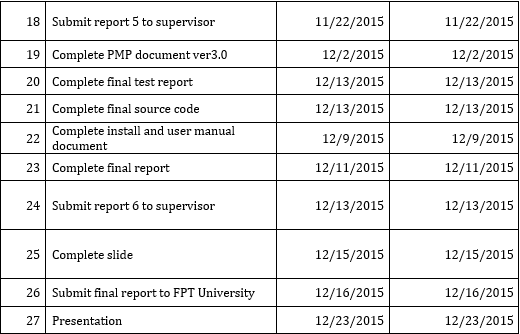 18 Submit report 5 to supervisor 11/22/2015 11/22/2015
19 Complete PMP document ver3.0 12/2/2015 12/2/2015
20 Complete final test report 12/13/2015 12/13/2015
21 Complete final source code 12/13/2015 12/13/2015
22 Complete install and user manual document 12/9/2015 12/9/2015
23 Complete final report 12/11/2015 12/11/2015
24 Submit report 6 to supervisor 12/13/2015 12/13/2015
25 Complete slide 12/15/2015 12/15/2015
26 Submit final report to FPT University 12/16/2015 12/16/2015
27 Presentation 12/23/2015 12/23/2015